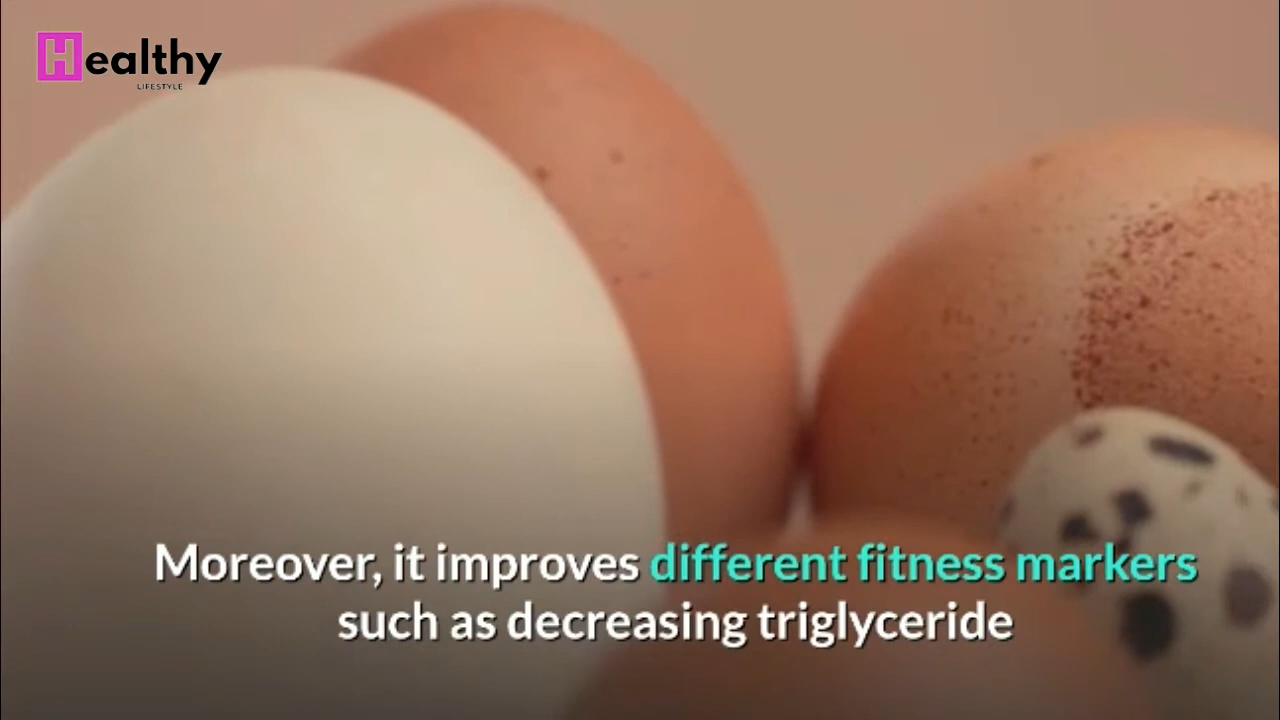 Healthy
LIFESTYLE
Moreover, it improves different fitness markers
such as decreasing triglyceride